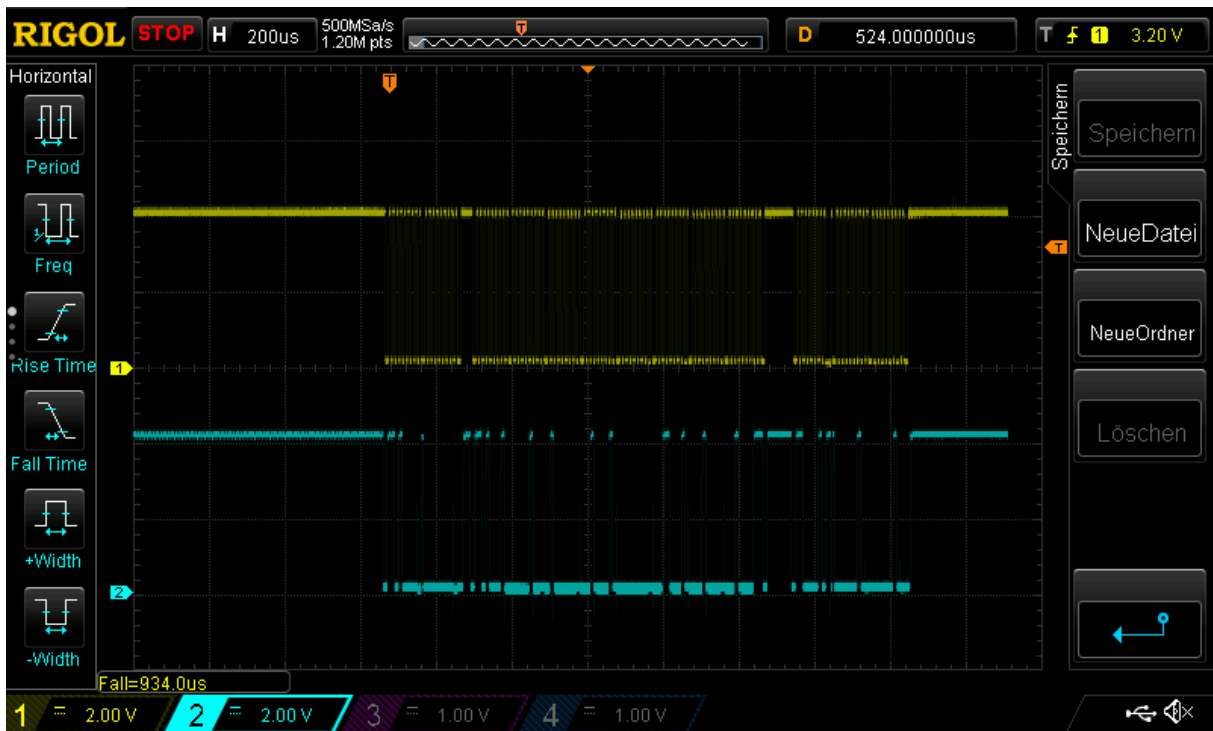 RIGOL STOP H 200us 500MSa/s 1.20M pts T D 524.000000us T 1 3.20 V
Horizontal
Period
Freq
Rise Time
Fall Time
+Width
-Width
T
1
2
T
Speichern
Speichern
NeueDatei
NeueOrdner
Löschen
Fall=934.0us
1 = 2.00 V 2 = 2.00 V 3 = 1.00 V 4 = 1.00 V